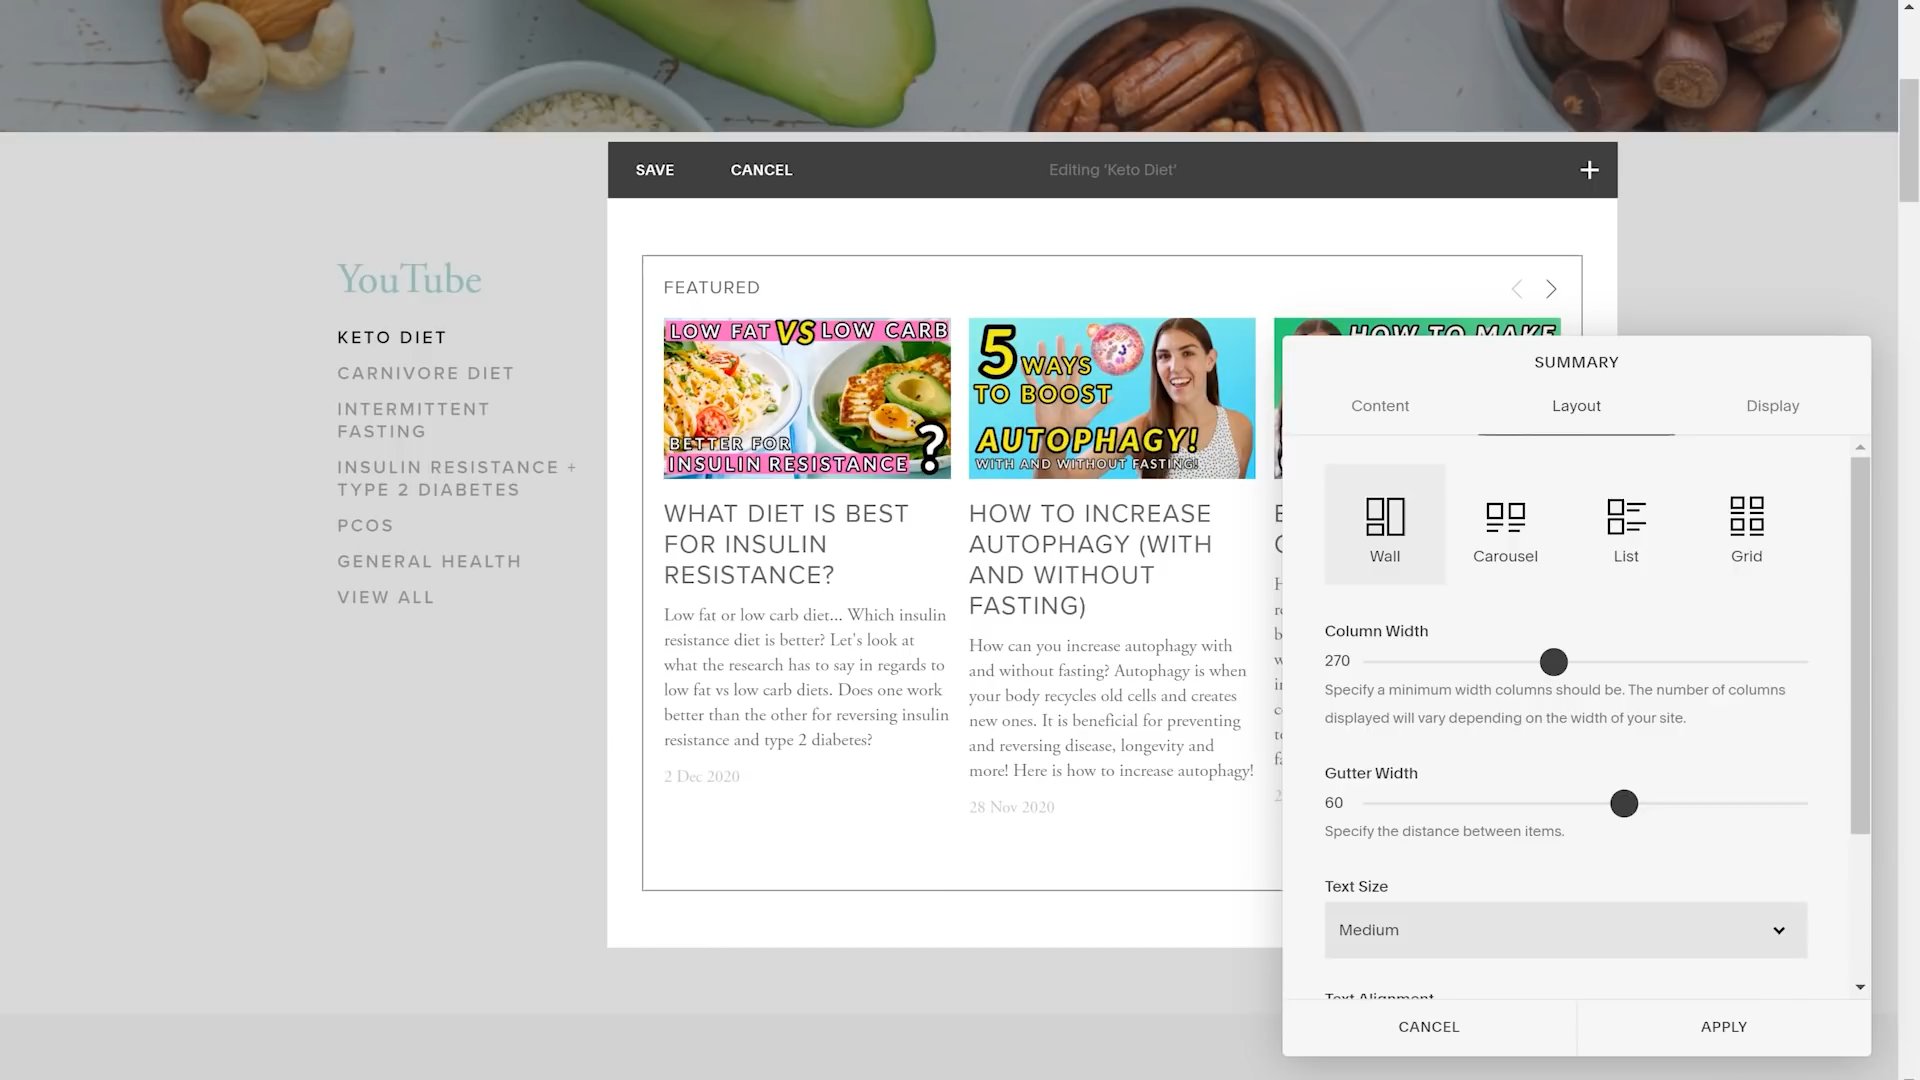 SAVE
CANCEL
Editing ‘Keto Diet’
YouTube
KETO DIET
CARNIVORE DIET
INTERMITTENT
FASTING
INSULIN RESISTANCE +
TYPE 2 DIABETES
PCOS
GENERAL HEALTH
VIEW ALL
FEATURED
LOW FAT VS LOW CARB
BETTER FOR
INSULIN RESISTANCE ?
WHAT DIET IS BEST
FOR INSULIN
RESISTANCE?
Low fat or low carb diet... Which insulin
resistance diet is better? Let's look at
what the research has to say in regards to
low fat vs low carb diets. Does one work
better than the other for reversing insulin
resistance and type 2 diabetes?
2 Dec 2020
5 WAYS
TO BOOST
AUTOPHAGY!
WITH AND WITHOUT FASTING!
HOW TO INCREASE
AUTOPHAGY (WITH
AND WITHOUT
FASTING)
How can you increase autophagy with
and without fasting? Autophagy is when
your body recycles old cells and creates
new ones. It is beneficial for preventing
and reversing disease, longevity and
more! Here is how to increase autophagy!
28 Nov 2020
HOW TO MAKE
SUMMARY
Content
Layout
Display
Wall
Carousel
List
Grid
Column Width
270
Specify a minimum width columns should be. The number of columns
displayed will vary depending on the width of your site.
Gutter Width
60
Specify the distance between items.
Text Size
Medium
Text Alignment
CANCEL
APPLY